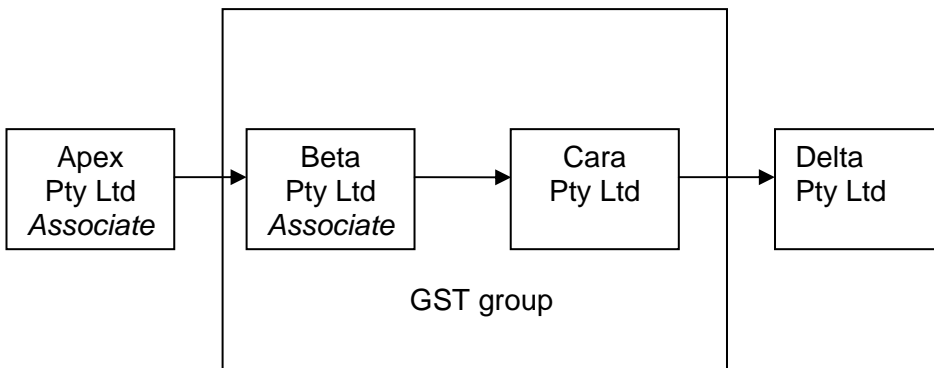 Apex
Pty Ltd
Associate
Beta
Pty Ltd
Associate
Cara
Pty Ltd
Delta
Pty Ltd
GST group